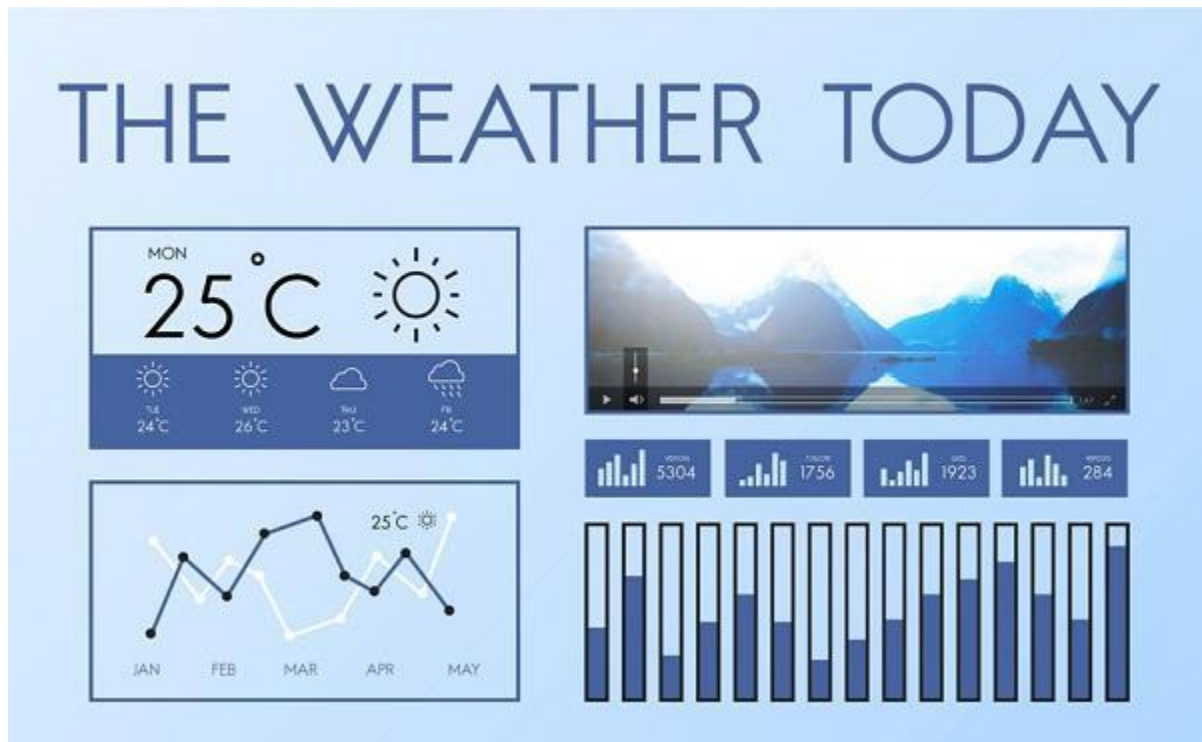 THE WEATHER TODAY
MON
25°C
TUE WED THU FRI
24°C 26°C 23°C 24°C
25°C
JAN FEB MAR APR MAY
5304 1756 1923 284